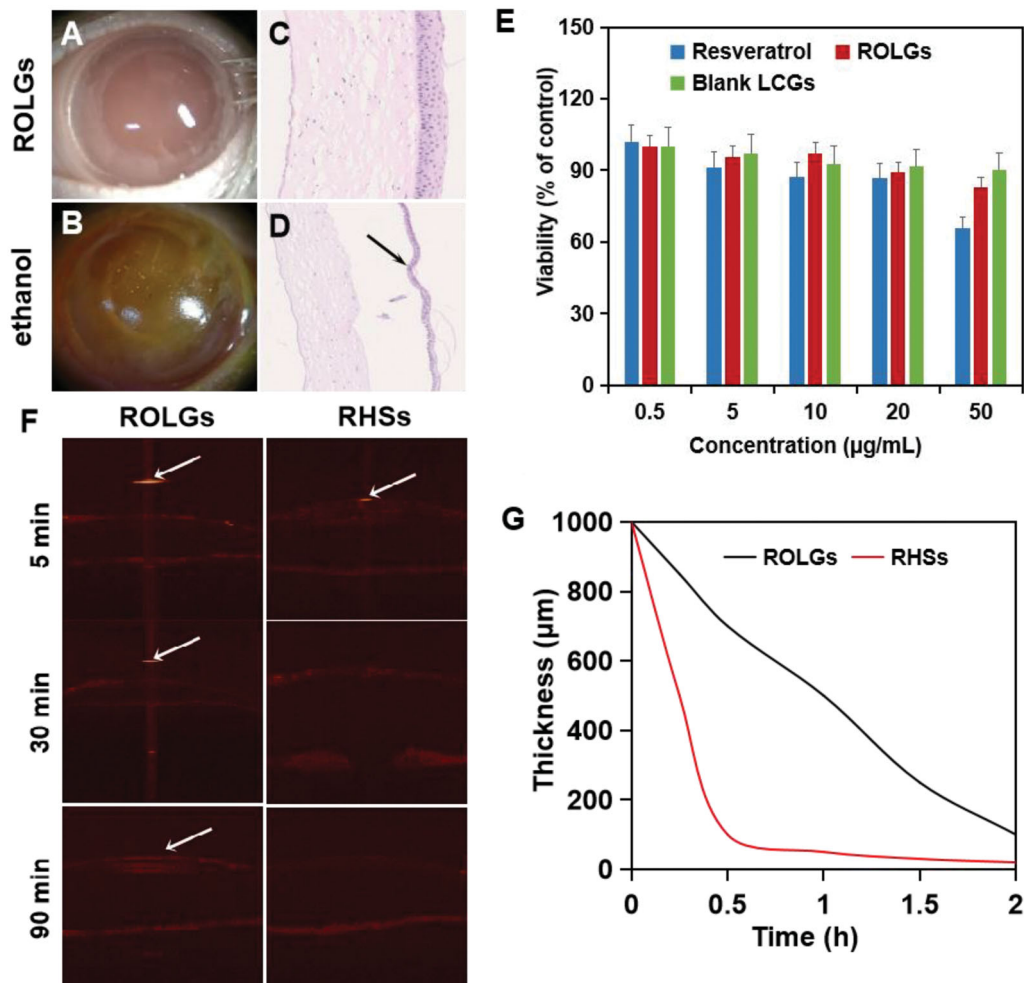 A
C
ROLGs
B
D
ethanol
E
150
120
90
60
30
0
Viability (% of control)
Resveratrol
ROLGs
Blank LCGs
0.5 5 10 20 50
Concentration (µg/mL)
F
ROLGs RHSs
5 min
30 min
90 min
G
1000
800
600
400
200
0
Thickness (µm)
ROLGs RHSs
0 0.5 1 1.5 2
Time (h)